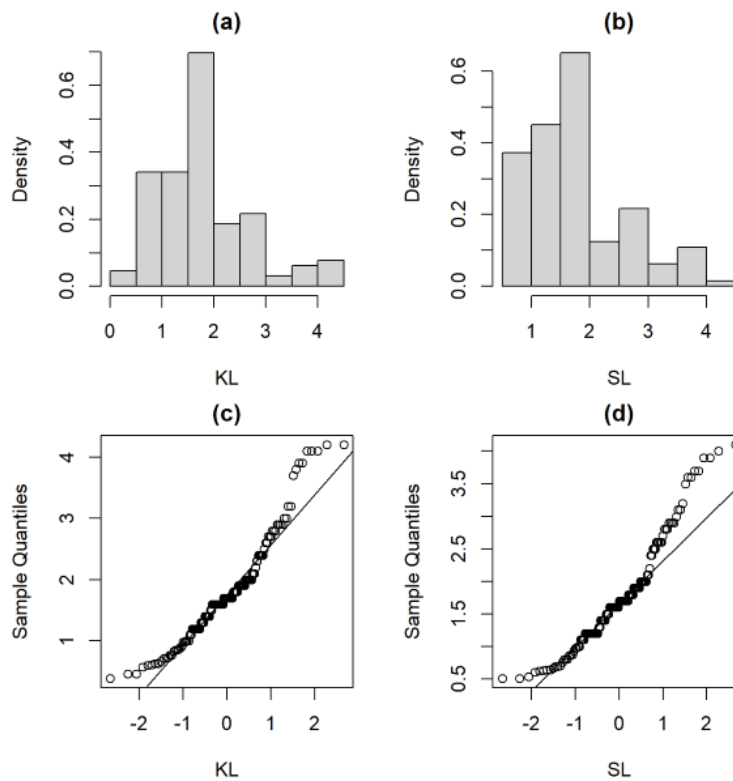 (a)
Density
0.0 0.2 0.4 0.6
0 1 2 3 4
KL
(b)
Density
0.0 0.2 0.4 0.6
1 2 3 4
SL
(c)
Sample Quantiles
1 2 3 4
-2 -1 0 1 2
KL
(d)
Sample Quantiles
0.5 1.5 2.5 3.5
-2 -1 0 1 2
SL